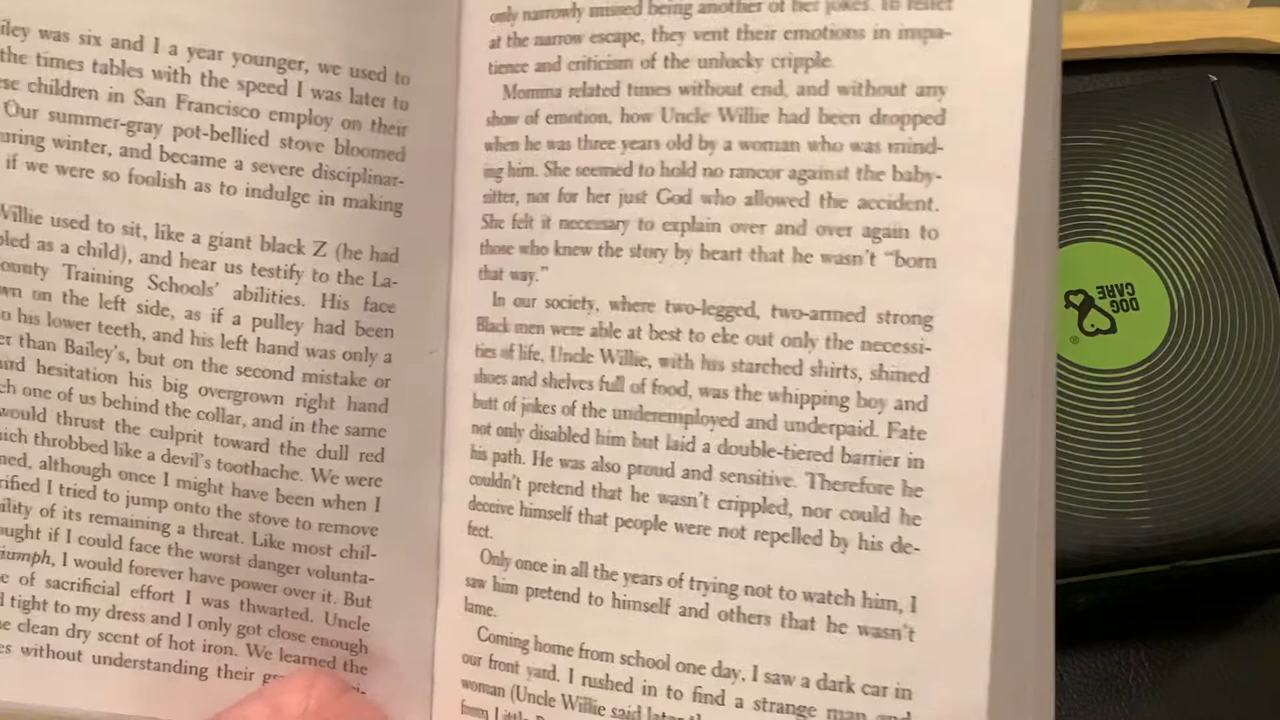 iley was six and I a year younger, we used to
the times tables with the speed I was later to
se children in San Francisco employ on their
Our summer-gray pot-bellied stove bloomed
uring winter, and became a severe disciplinar-
if we were so foolish as to indulge in making
Willie used to sit, like a giant black Z (he had
pled as a child), and hear us testify to the La-
ounty Training Schools' abilities. His face
wn on the left side, as if a pulley had been
o his lower teeth, and his left hand was only a
er than Bailey's, but on the second mistake or
ard hesitation his big overgrown right hand
ch one of us behind the collar, and in the same
would thrust the culprit toward the dull red
ich throbbed like a devil's toothache. We were
ned, although once I might have been when I
rified I tried to jump onto the stove to remove
ility of its remaining a threat. Like most chil-
ught if I could face the worst danger volunta-
iumph, I would forever have power over it. But
e of sacrificial effort I was thwarted. Uncle
d tight to my dress and I only got close enough
e clean dry scent of hot iron. We learned the
es without understanding their
only narrowly missed being another of her jokes. In relief
at the narrow escape, they vent their emotions in impa-
tience and criticism of the unlucky cripple.
Momma related times without end, and without any
show of emotion, how Uncle Willie had been dropped
when he was three years old by a woman who was mind-
ing him. She seemed to hold no rancor against the baby-
sitter, nor for her just God who allowed the accident.
She felt it necessary to explain over and over again to
those who knew the story by heart that he wasn't "born
that way."
In our society, where two-legged, two-armed strong
Black men were able at best to eke out only the necessi-
ties of life, Uncle Willie, with his starched shirts, shined
shoes and shelves full of food, was the whipping boy and
butt of jokes of the underemployed and underpaid. Fate
not only disabled him but laid a double-tiered barrier in
his path. He was also proud and sensitive. Therefore he
couldn't pretend that he wasn't crippled, nor could he
deceive himself that people were not repelled by his de-
fect.
Only once in all the years of trying not to watch him, I
saw him pretend to himself and others that he wasn't
lame.
Coming home from school one day, I saw a dark car in
our front yard. I rushed in to find a strange man and
woman (Uncle Willie said later
from Little
DOG
CARE
®